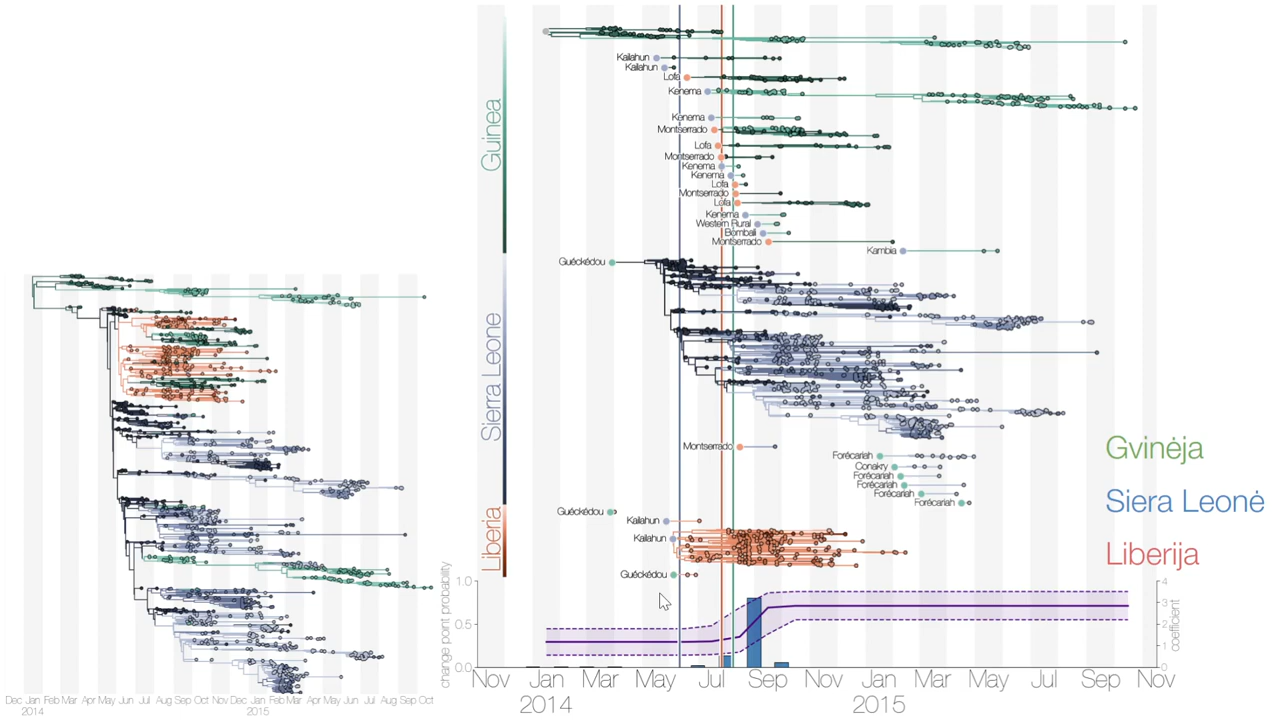 Guinea
Kailahun
Kailahun
Lofa
Kenema
Kenema
Montserrado
Lofa
Montserrado
Kenema
Kenema
Lofa
Montserrado
Lofa
Kenema
Western Rural
Bombali
Montserrado
Kambia
Guéckédou
Sierra Leone
Montserrado
Forécariah
Conakry
Forécariah
Forécariah
Forécariah
Forécariah
Gvinėja
Siera Leonė
Liberija
Guéckédou
Kailahun
Kailahun
Guéckédou
Liberia
change point probability
1.0
0.5
0.0
4
3
2
1
0
coefficient
Nov Jan Mar May Jul Sep Nov Jan Mar May Jul Sep Nov
2014 2015
Dec Jan Feb Mar Apr May Jun Jul Aug Sep Oct Nov Dec Jan Feb Mar Apr May Jun Jul Aug Sep Oct
2014 2015